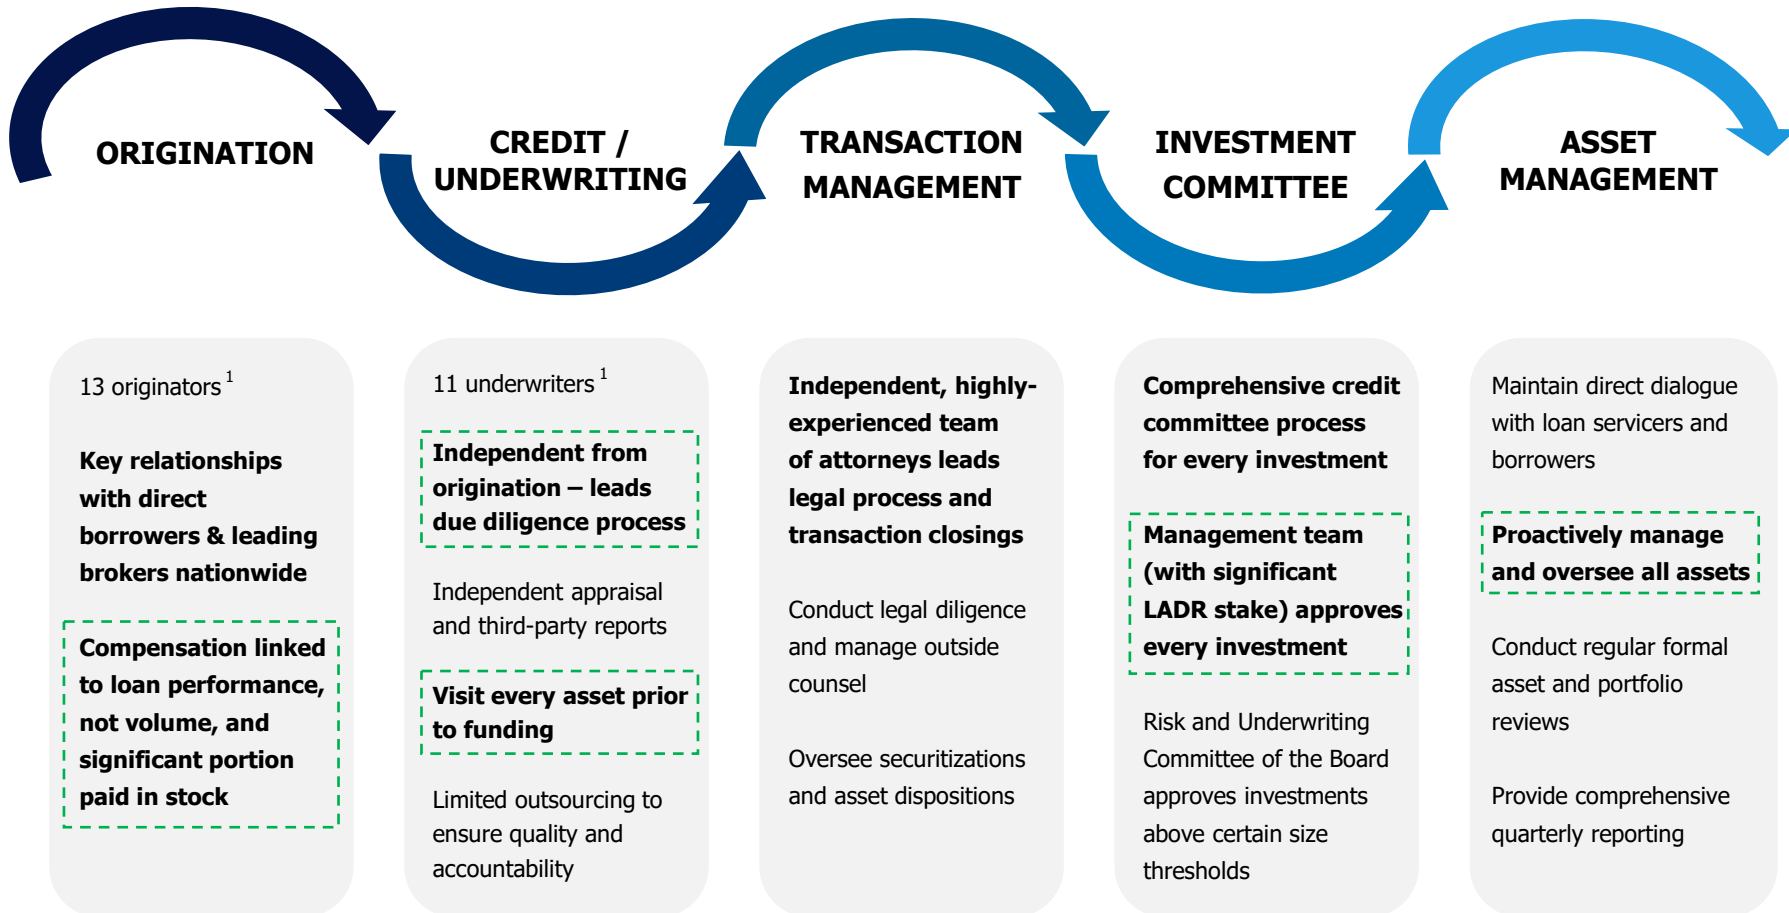 ORIGINATION
CREDIT /
UNDERWRITING
TRANSACTION
MANAGEMENT
INVESTMENT
COMMITTEE
ASSET
MANAGEMENT
13 originators 1
Key relationships
with direct
borrowers & leading
brokers nationwide
Compensation linked
to loan performance,
not volume, and
significant portion
paid in stock
11 underwriters 1
Independent from
origination – leads
due diligence process
Independent appraisal
and third-party reports
Visit every asset prior
to funding
Limited outsourcing to
ensure quality and
accountability
Independent, highly-
experienced team
of attorneys leads
legal process and
transaction closings
Conduct legal diligence
and manage outside
counsel
Oversee securitizations
and asset dispositions
Comprehensive credit
committee process
for every investment
Management team
(with significant
LADR stake) approves
every investment
Risk and Underwriting
Committee of the Board
approves investments
above certain size
thresholds
Maintain direct dialogue
with loan servicers and
borrowers
Proactively manage
and oversee all assets
Conduct regular formal
asset and portfolio
reviews
Provide comprehensive
quarterly reporting